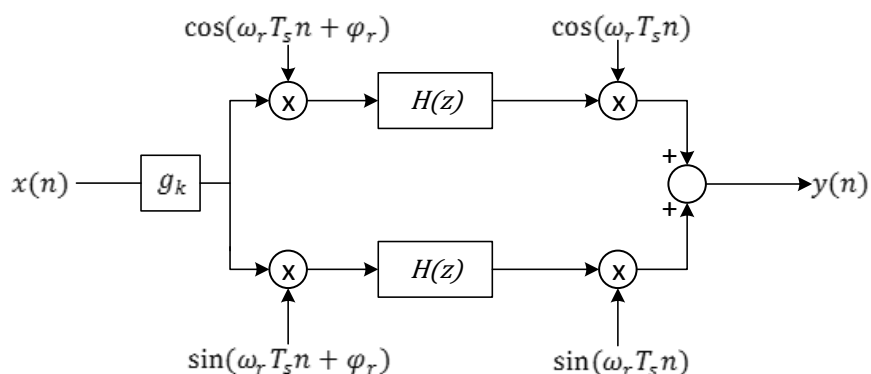 cos(ω_r T_s n + φ_r) cos(ω_r T_s n)
x H(z) x
+
x(n) g_k y(n)
+
x H(z) x
sin(ω_r T_s n + φ_r) sin(ω_r T_s n)